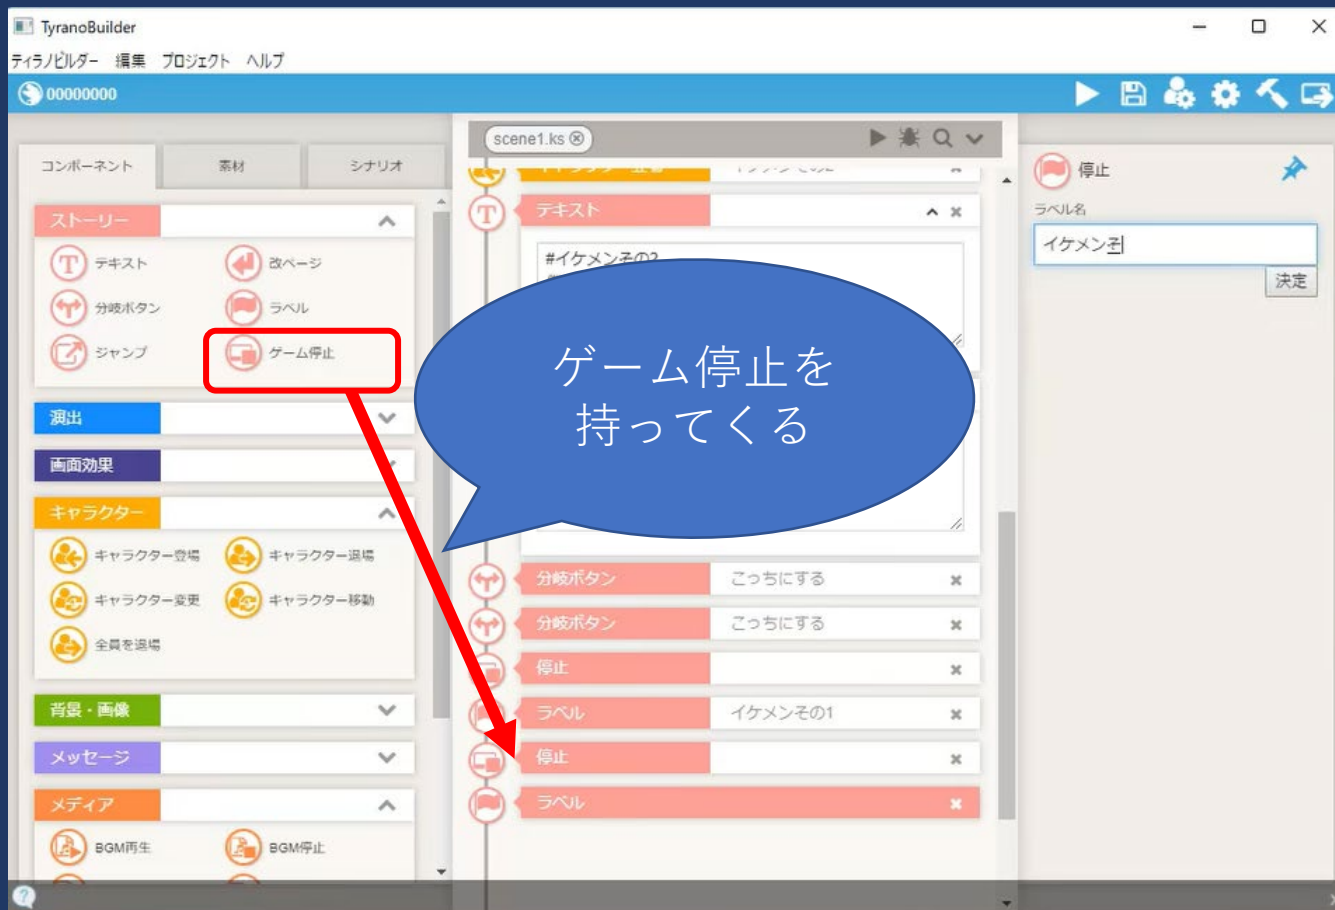 TyranoBuilder
ティラノビルダー 編集 プロジェクト ヘルプ
00000000
コンポーネント 素材 シナリオ
ストーリー
テキスト 改ページ
分岐ボタン ラベル
ジャンプ ゲーム停止
演出
画面効果
キャラクター
キャラクター登場 キャラクター退場
キャラクター変更 キャラクター移動
全員を退場
背景・画像
メッセージ
メディア
BGM再生 BGM停止
scene1.ks
テキスト
#イケメンその2
ゲーム停止を
持ってくる
分岐ボタン こっちにする
分岐ボタン こっちにする
停止
ラベル イケメンその1
停止
ラベル
停止
ラベル名
イケメンそ
決定